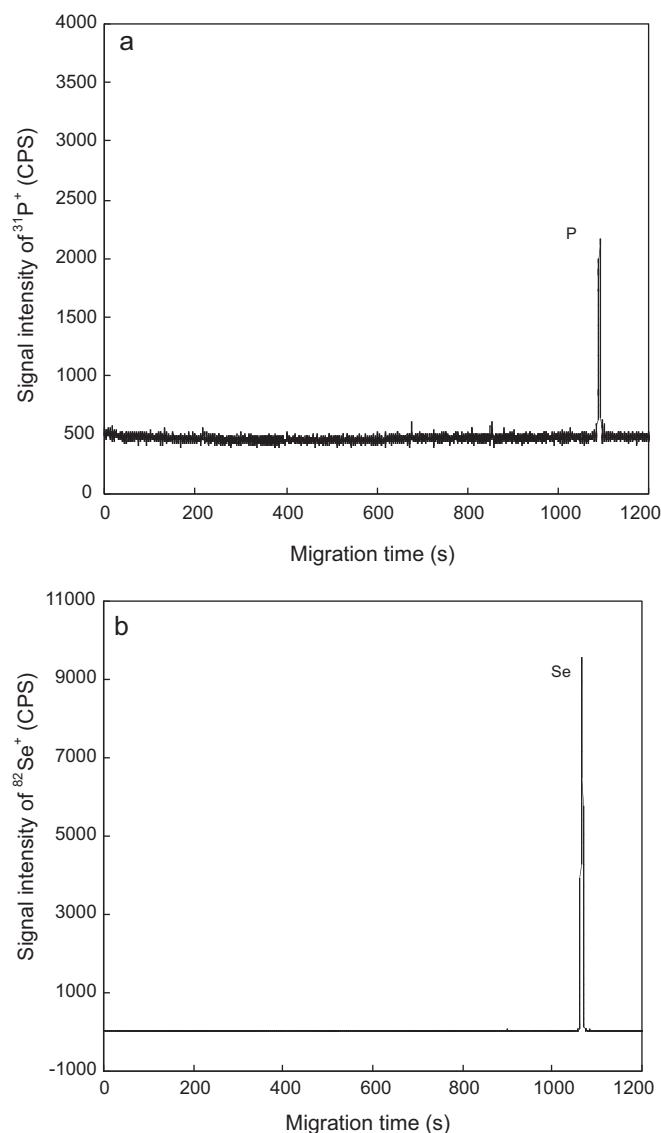 a
4000
3500
3000
2500
2000
1500
1000
500
0
Signal intensity of ³¹P⁺ (CPS)
P
0 200 400 600 800 1000 1200
Migration time (s)
b
11000
9000
7000
5000
3000
1000
-1000
Signal intensity of ⁸²Se⁺ (CPS)
Se
0 200 400 600 800 1000 1200
Migration time (s)